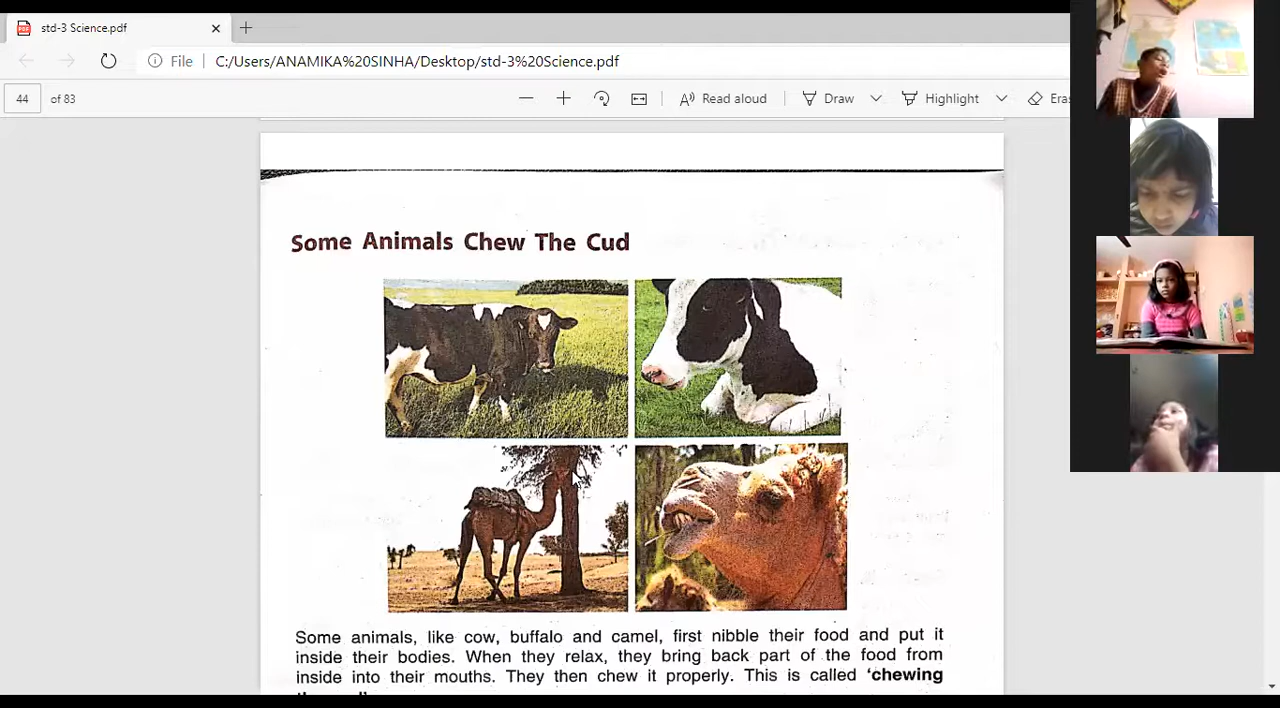 std-3 Science.pdf
File
C:/Users/ANAMIKA%20SINHA/Desktop/std-3%20Science.pdf
44 of 83
Read aloud
Draw
Highlight
Eras
Some Animals Chew The Cud
Some animals, like cow, buffalo and camel, first nibble their food and put it
inside their bodies. When they relax, they bring back part of the food from
inside into their mouths. They then chew it properly. This is called 'chewing